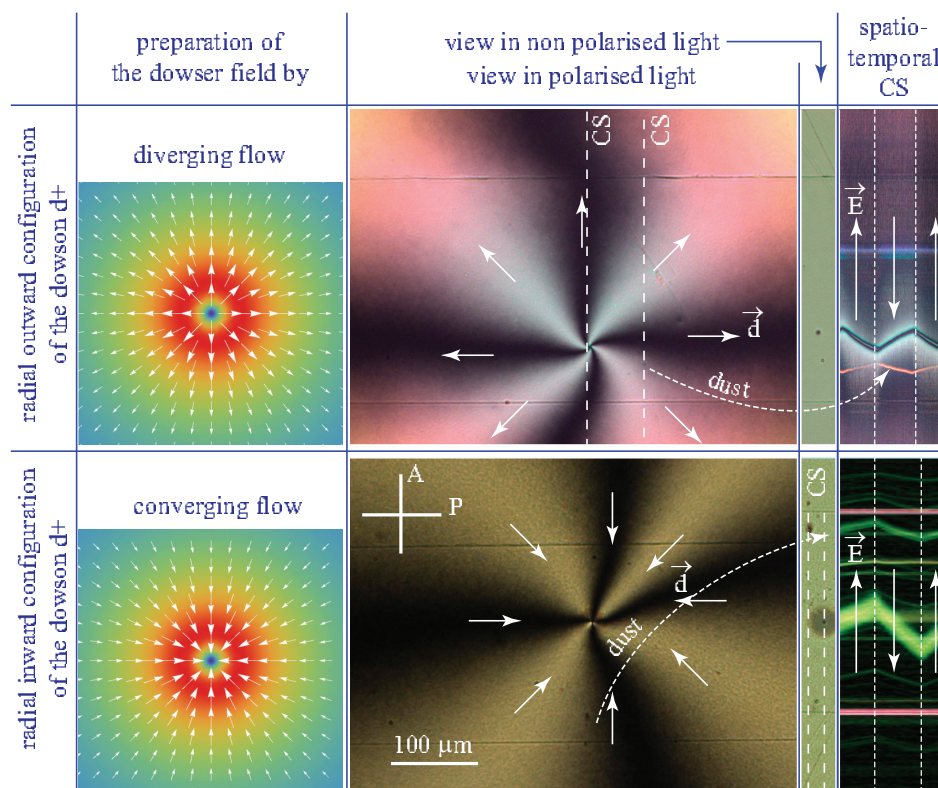 preparation of
the dowser field by
view in non polarised light
view in polarised light
spatio-
temporal
CS
radial outward configuration
of the dowson d+
diverging flow
CS
CS
d
dust
E
radial inward configuration
of the dowson d+
converging flow
A
P
d
dust
100 µm
CS
E